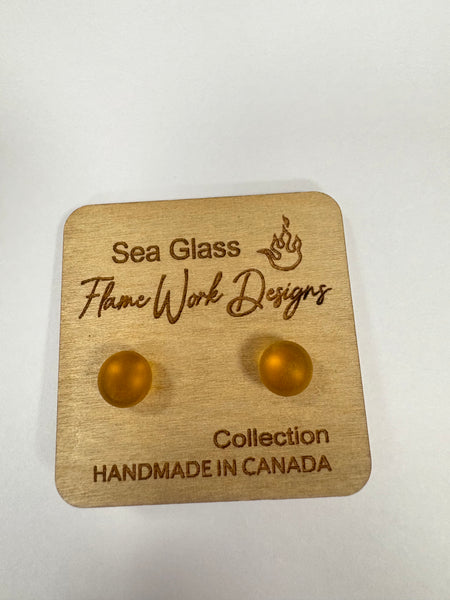 Sea Glass
Flame Work Designs
Collection
HANDMADE IN CANADA